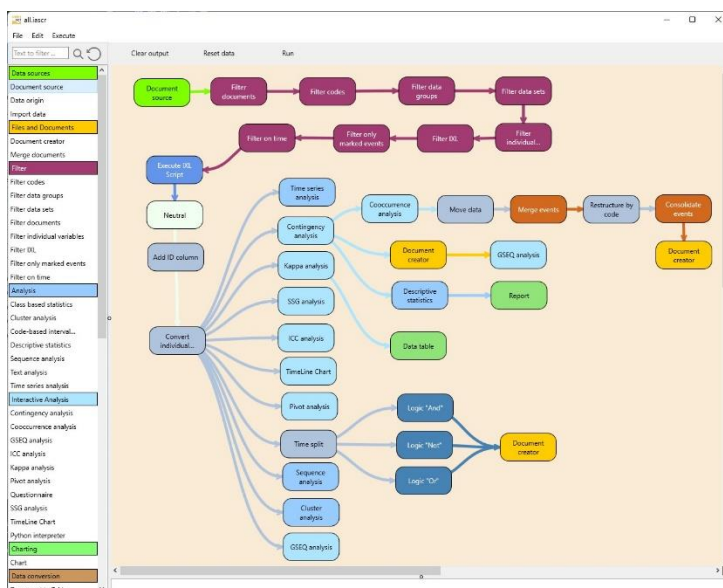 all.iascr
File Edit Execute
Text to filter ...
Clear output Reset data Run
Data sources
Document source
Data origin
Import data
Files and Documents
Document creator
Merge documents
Filter
Filter codes
Filter data groups
Filter data sets
Filter documents
Filter individual variables
Filter IXL
Filter only marked events
Filter on time
Analysis
Class based statistics
Cluster analysis
Code-based interval...
Descriptive statistics
Sequence analysis
Text analysis
Time series analysis
Interactive Analysis
Contingency analysis
Cooccurrence analysis
GSEQ analysis
ICC analysis
Kappa analysis
Pivot analysis
Questionnaire
SSG analysis
TimeLine Chart
Python interpreter
Charting
Chart
Data conversion
Document
source
Filter
documents
Filter codes
Filter data
groups
Filter data sets
Filter on time
Filter only
marked events
Filter IXL
Filter
individual...
Execute IXL
Script
Neutral
Add ID column
Convert
individual...
Time series
analysis
Contingency
analysis
Kappa analysis
SSG analysis
ICC analysis
TimeLine Chart
Pivot analysis
Time split
Sequence
analysis
Cluster
analysis
GSEQ analysis
Cooccurrence
analysis
Move data
Merge events
Restructure by
code
Consolidate
events
Document
creator
Document
creator
GSEQ analysis
Descriptive
statistics
Report
Data table
Logic "And"
Logic "Not"
Logic "Or"
Document
creator